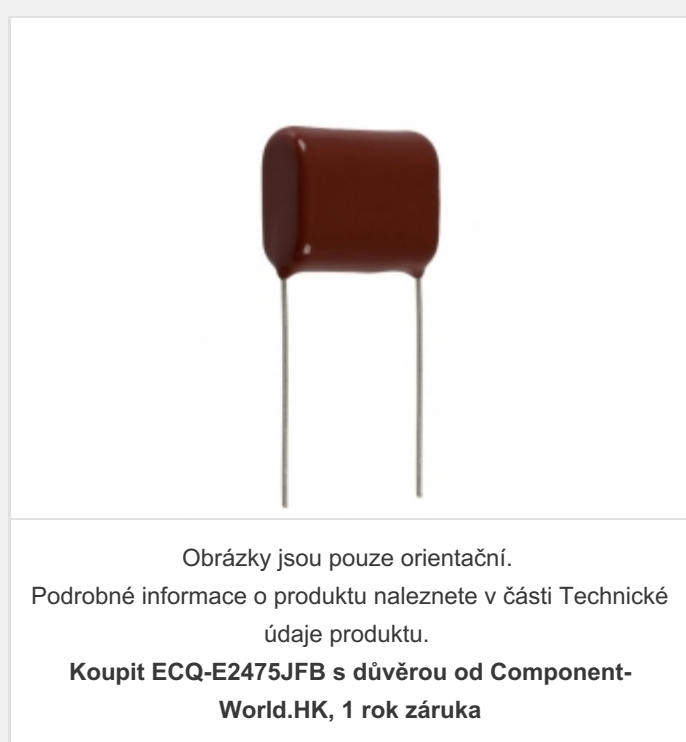 Obrázky jsou pouze orientační.
Podrobné informace o produktu naleznete v části Technické
údaje produktu.
Koupit ECQ-E2475JFB s důvěrou od Component-
World.HK, 1 rok záruka